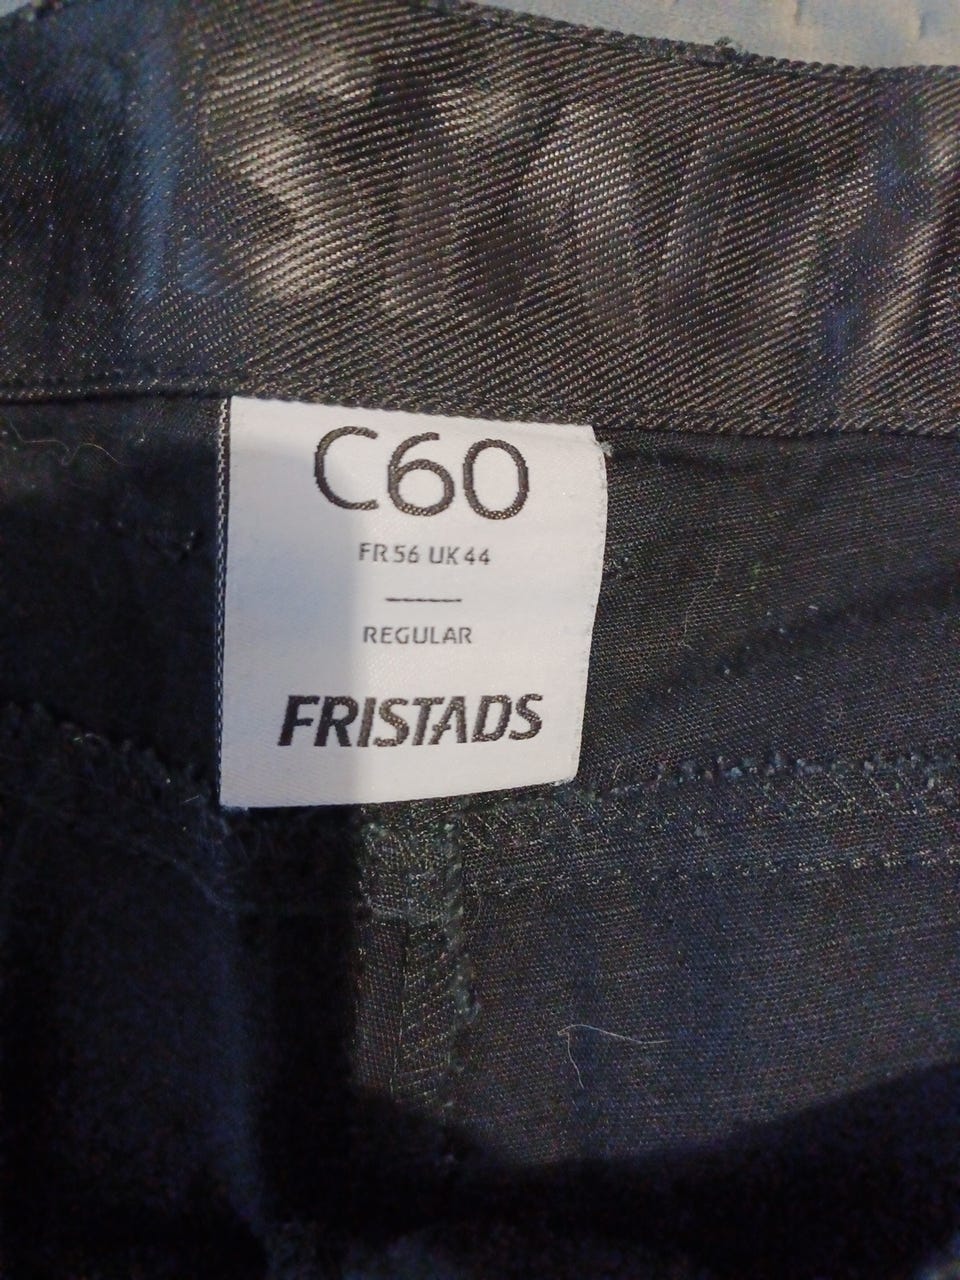 C60
FR56 UK44
REGULAR
FRISTADS